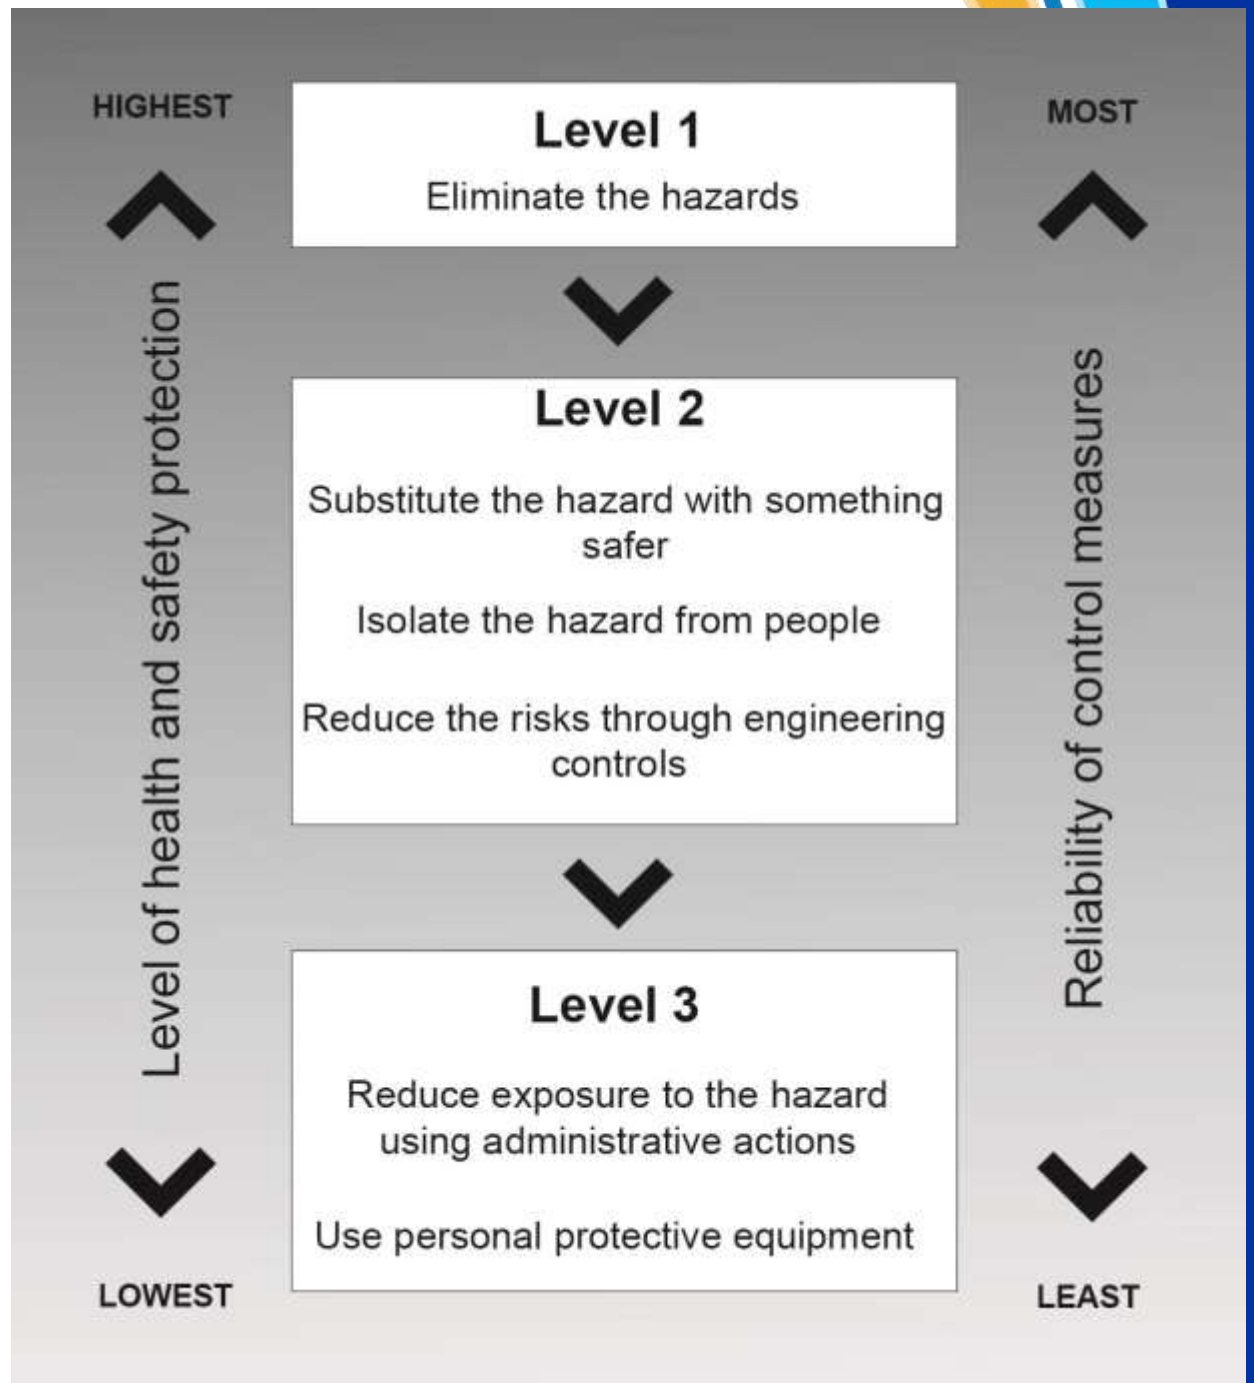 HIGHEST
Level 1
MOST
Eliminate the hazards
Level of health and safety protection
Reliability of control measures
Level 2
Substitute the hazard with something
safer
Isolate the hazard from people
Reduce the risks through engineering
controls
Level 3
Reduce exposure to the hazard
using administrative actions
Use personal protective equipment
LOWEST
LEAST